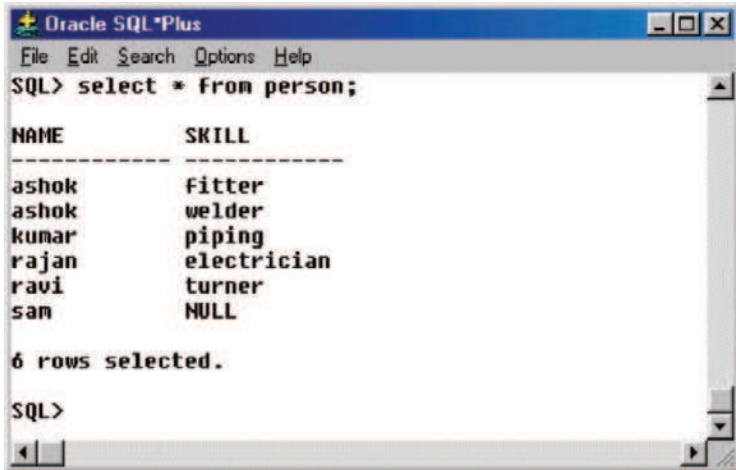 Oracle SQL*Plus
File Edit Search Options Help
SQL> select * from person;
NAME SKILL
------------ ------------
ashok fitter
ashok welder
kumar piping
rajan electrician
ravi turner
sam NULL
6 rows selected.
SQL>